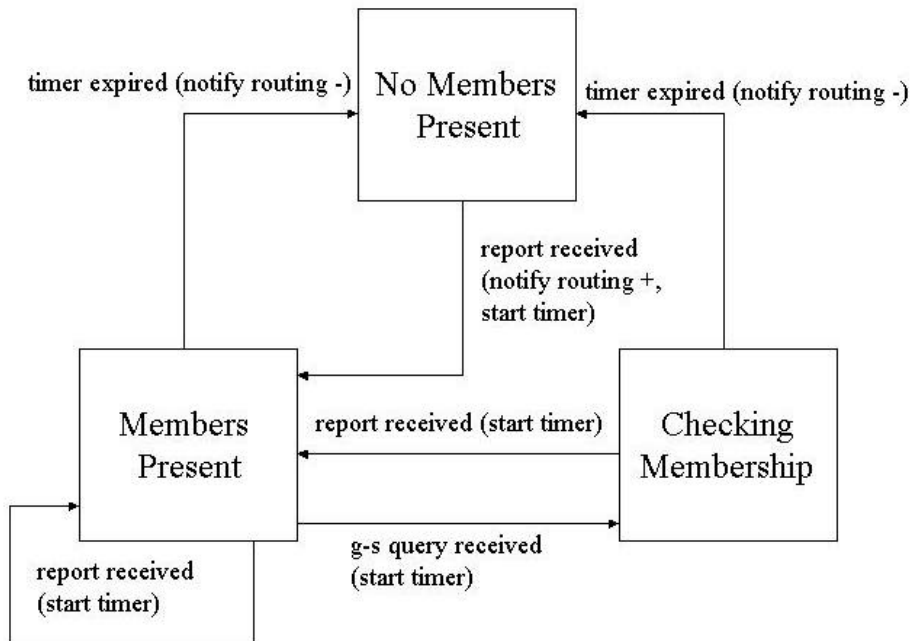 timer expired (notify routing -)
No Members
Present
timer expired (notify routing -)
report received
(notify routing +,
start timer)
Members
Present
report received (start timer)
Checking
Membership
g-s query received
(start timer)
report received
(start timer)